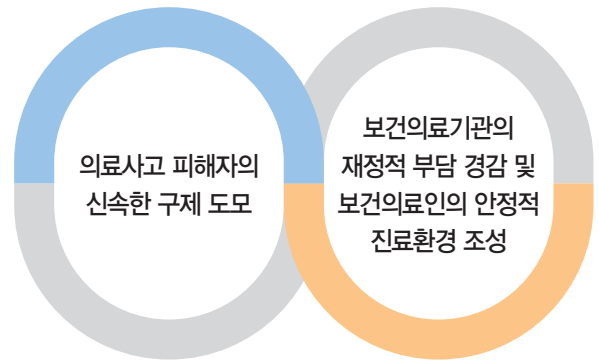 의료사고 피해자의
신속한 구제 도모
보건의료기관의
재정적 부담 경감 및
보건의료인의 안정적
진료환경 조성